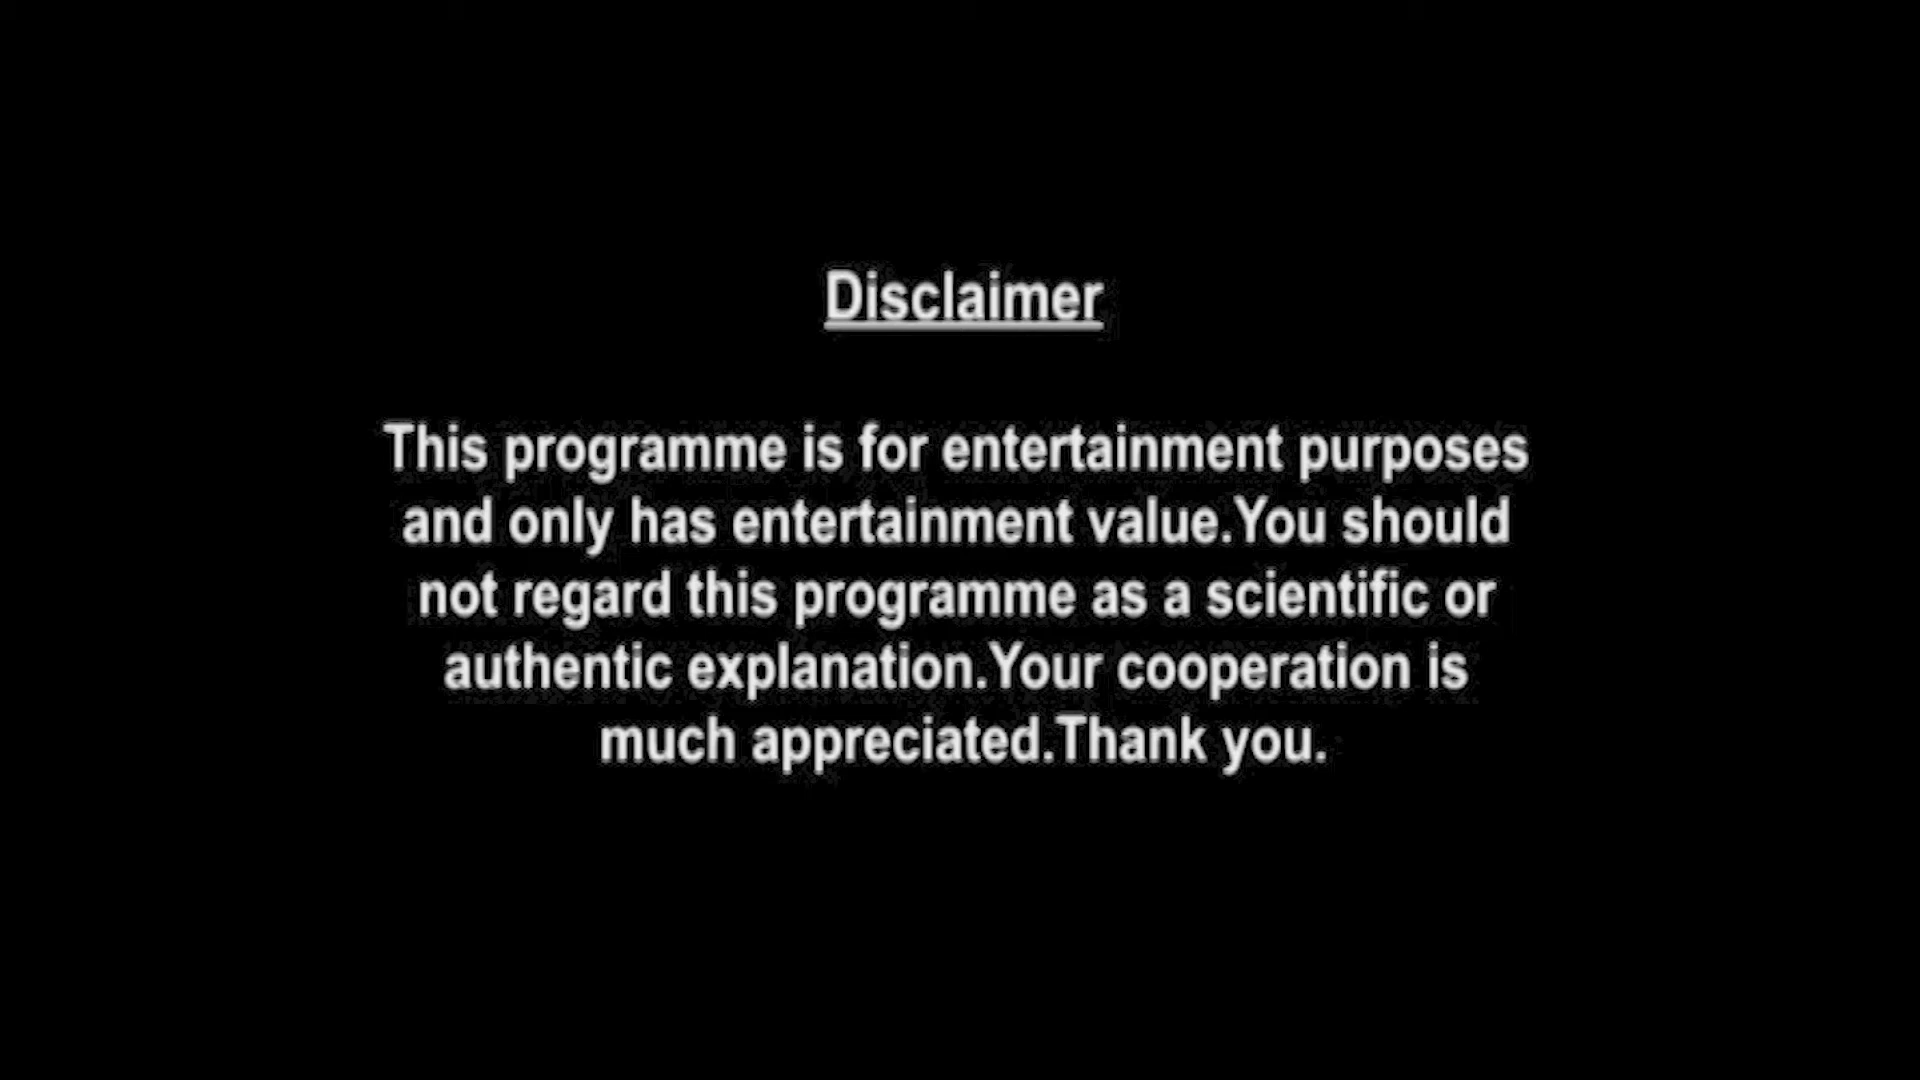 Disclaimer
This programme is for entertainment purposes
and only has entertainment value.You should
not regard this programme as a scientific or
authentic explanation.Your cooperation is
much appreciated.Thank you.